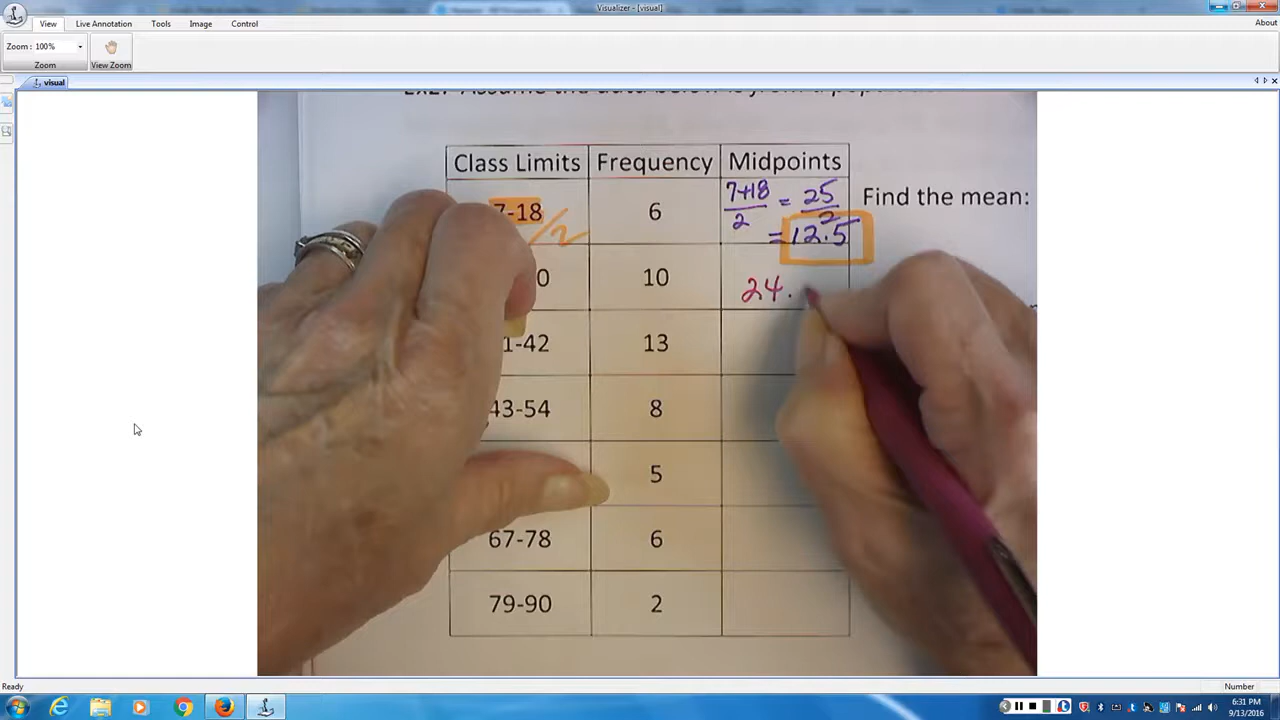 Visualizer - [visual]
View Live Annotation Tools Image Control About
Zoom : 100%
View Zoom
Zoom
visual
Class Limits Frequency Midpoints
7-18 6 7+18 = 25
/2 2 2
= 12.5
Find the mean:
0 10 24.
1-42 13
43-54 8
5
67-78 6
79-90 2
Ready Number
6:31 PM
9/13/2016